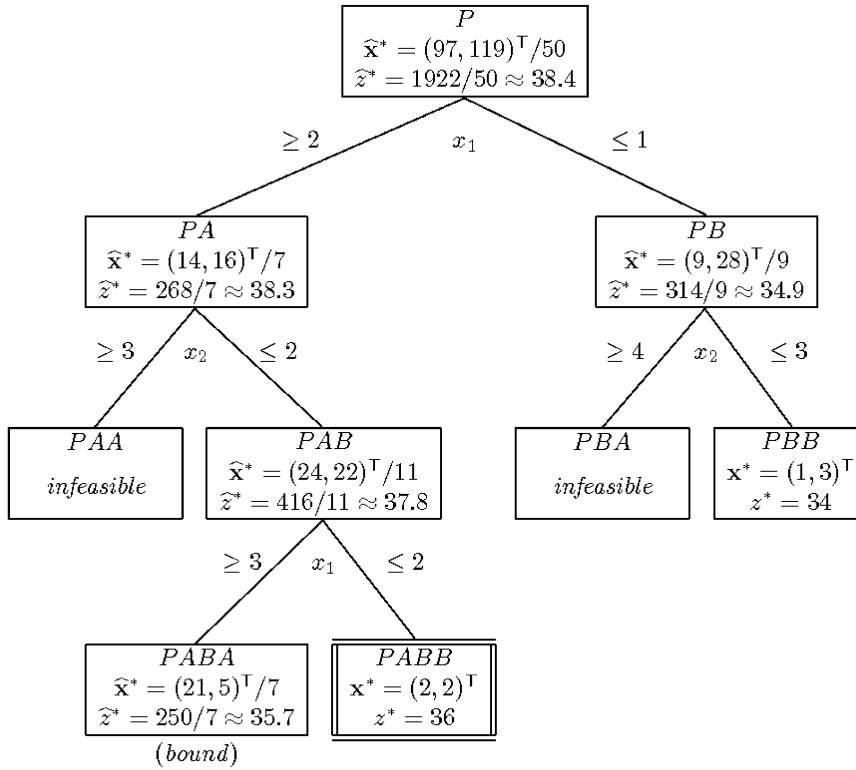 P
x̂* = (97, 119)ᵀ/50
ẑ* = 1922/50 ≈ 38.4
≥ 2
x₁
≤ 1
PA
x̂* = (14, 16)ᵀ/7
ẑ* = 268/7 ≈ 38.3
PB
x̂* = (9, 28)ᵀ/9
ẑ* = 314/9 ≈ 34.9
≥ 3
x₂
≤ 2
≥ 4
x₂
≤ 3
PAA
infeasible
PAB
x̂* = (24, 22)ᵀ/11
ẑ* = 416/11 ≈ 37.8
PBA
infeasible
PBB
x* = (1, 3)ᵀ
z* = 34
≥ 3
x₁
≤ 2
PABA
x̂* = (21, 5)ᵀ/7
ẑ* = 250/7 ≈ 35.7
(bound)
PABB
x* = (2, 2)ᵀ
z* = 36